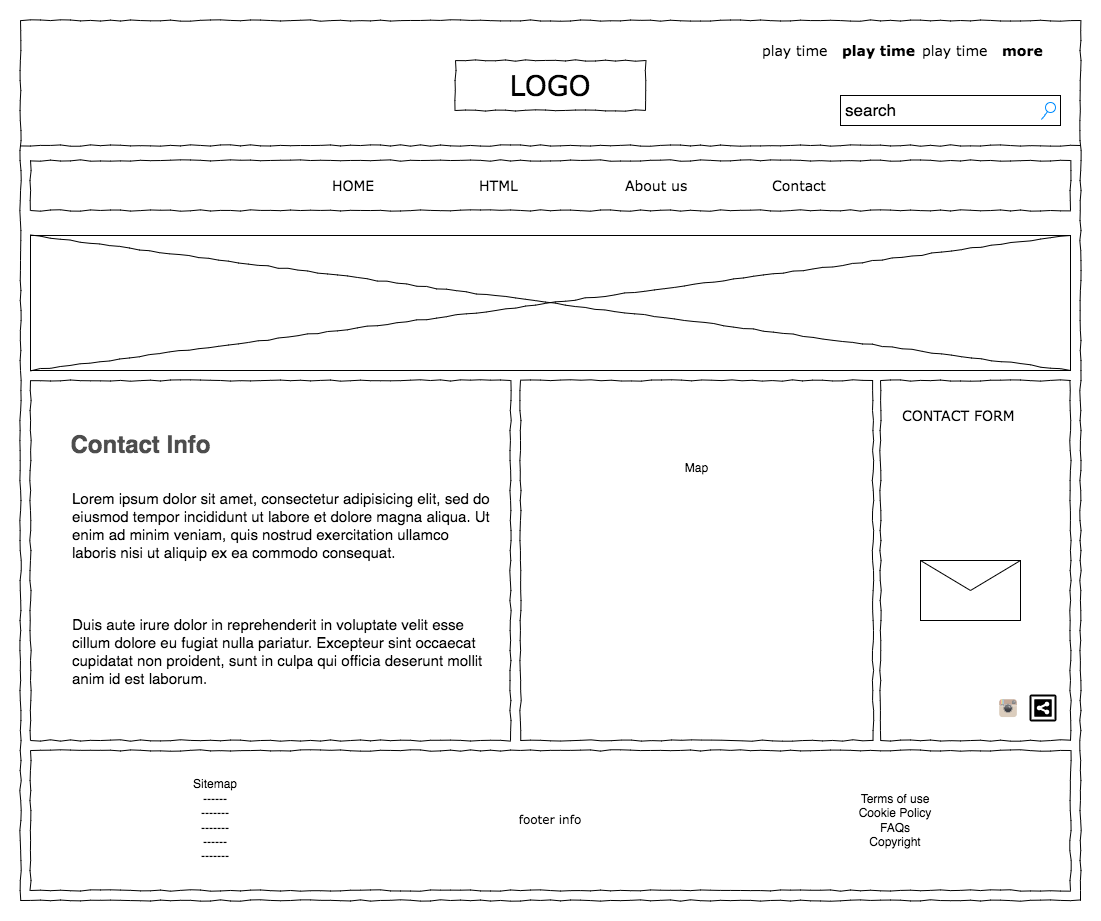 play time play time play time more
LOGO
search
HOME HTML About us Contact
Contact Info
Lorem ipsum dolor sit amet, consectetur adipisicing elit, sed do
eiusmod tempor incididunt ut labore et dolore magna aliqua. Ut
enim ad minim veniam, quis nostrud exercitation ullamco
laboris nisi ut aliquip ex ea commodo consequat.
Duis aute irure dolor in reprehenderit in voluptate velit esse
cillum dolore eu fugiat nulla pariatur. Excepteur sint occaecat
cupidatat non proident, sunt in culpa qui officia deserunt mollit
anim id est laborum.
Map
CONTACT FORM
Sitemap
------
-------
-------
------
-------
footer info
Terms of use
Cookie Policy
FAQs
Copyright